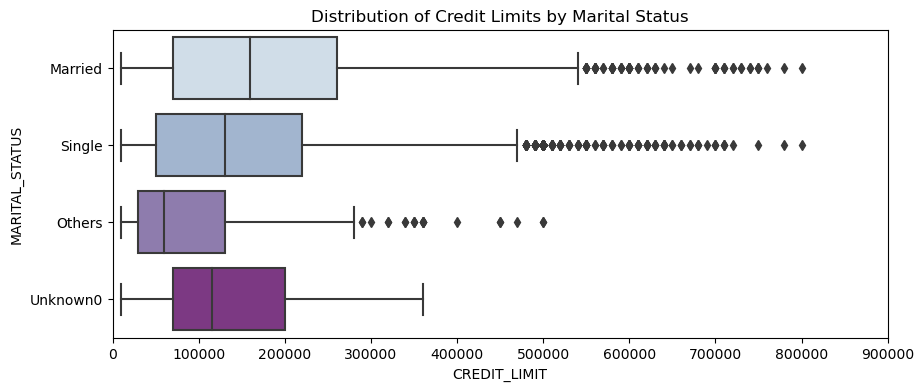 Distribution of Credit Limits by Marital Status
MARITAL_STATUS
Married
Single
Others
Unknown0
0 100000 200000 300000 400000 500000 600000 700000 800000 900000
CREDIT_LIMIT